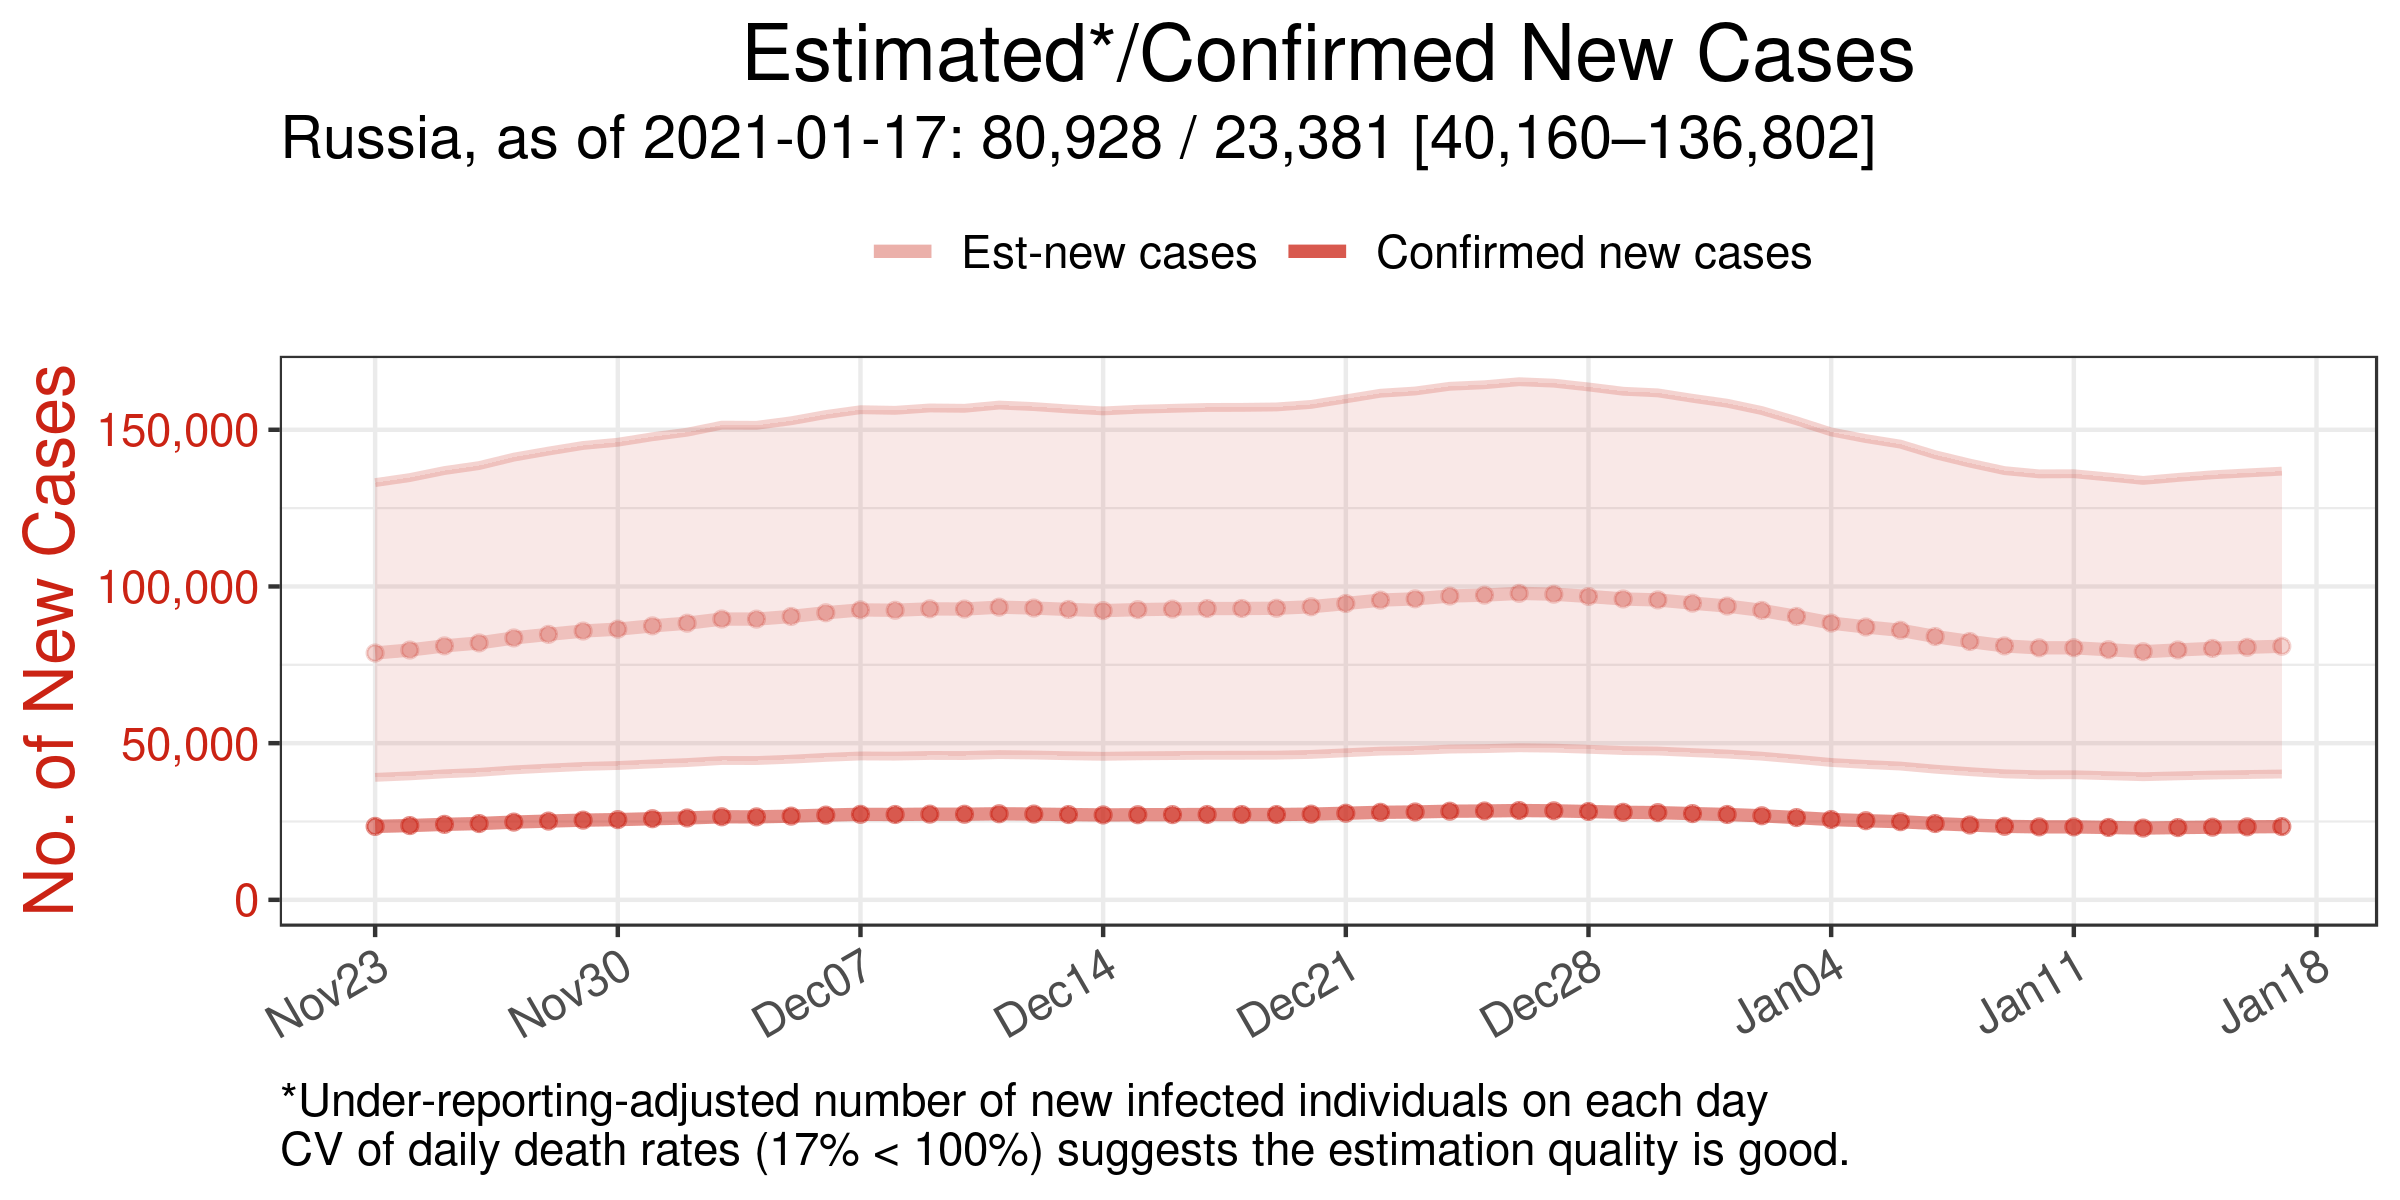 Estimated*/Confirmed New Cases
Russia, as of 2021-01-17: 80,928 / 23,381 [40,160–136,802]
Est-new cases
Confirmed new cases
No. of New Cases
150,000
100,000
50,000
0
Nov23
Nov30
Dec07
Dec14
Dec21
Dec28
Jan04
Jan11
Jan18
*Under-reporting-adjusted number of new infected individuals on each day
CV of daily death rates (17% < 100%) suggests the estimation quality is good.